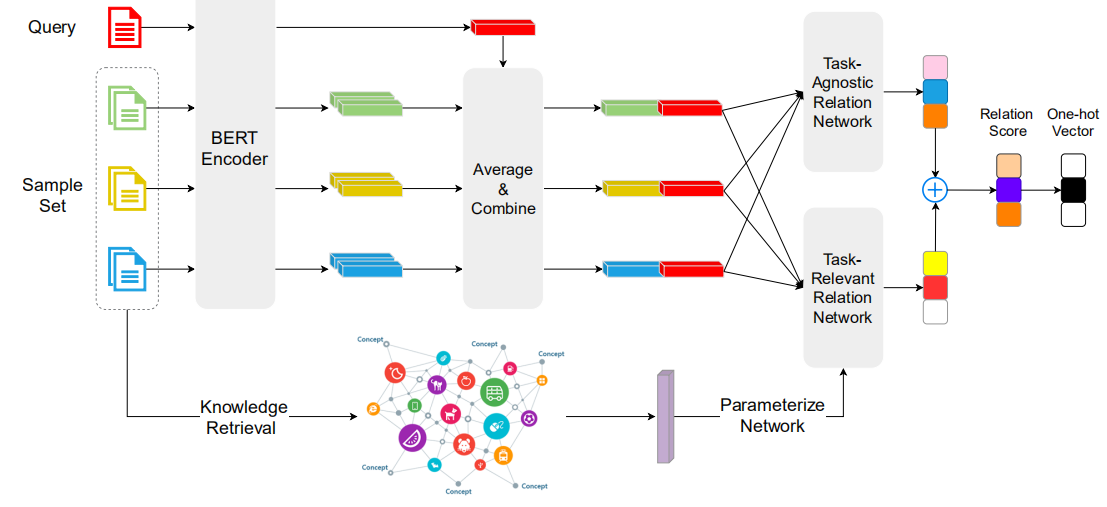 Query
Sample
Set
BERT
Encoder
Average
&
Combine
Task-
Agnostic
Relation
Network
Task-
Relevant
Relation
Network
Relation
Score
One-hot
Vector
Knowledge
Retrieval
Concept
Concept
Concept
Concept
Concept
Concept
Parameterize
Network